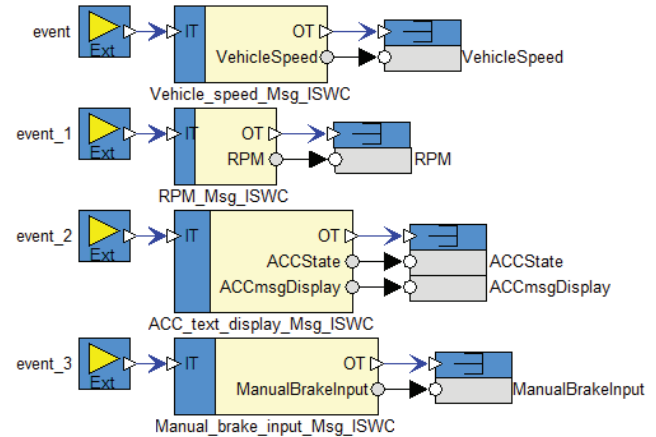 event
Ext
IT
OT
VehicleSpeed
VehicleSpeed
Vehicle_speed_Msg_ISWC
event_1
Ext
IT
OT
RPM
RPM
RPM_Msg_ISWC
event_2
Ext
IT
OT
ACCState
ACCState
ACCmsgDisplay
ACCmsgDisplay
ACC_text_display_Msg_ISWC
event_3
Ext
IT
OT
ManualBrakeInput
ManualBrakeInput
Manual_brake_input_Msg_ISWC